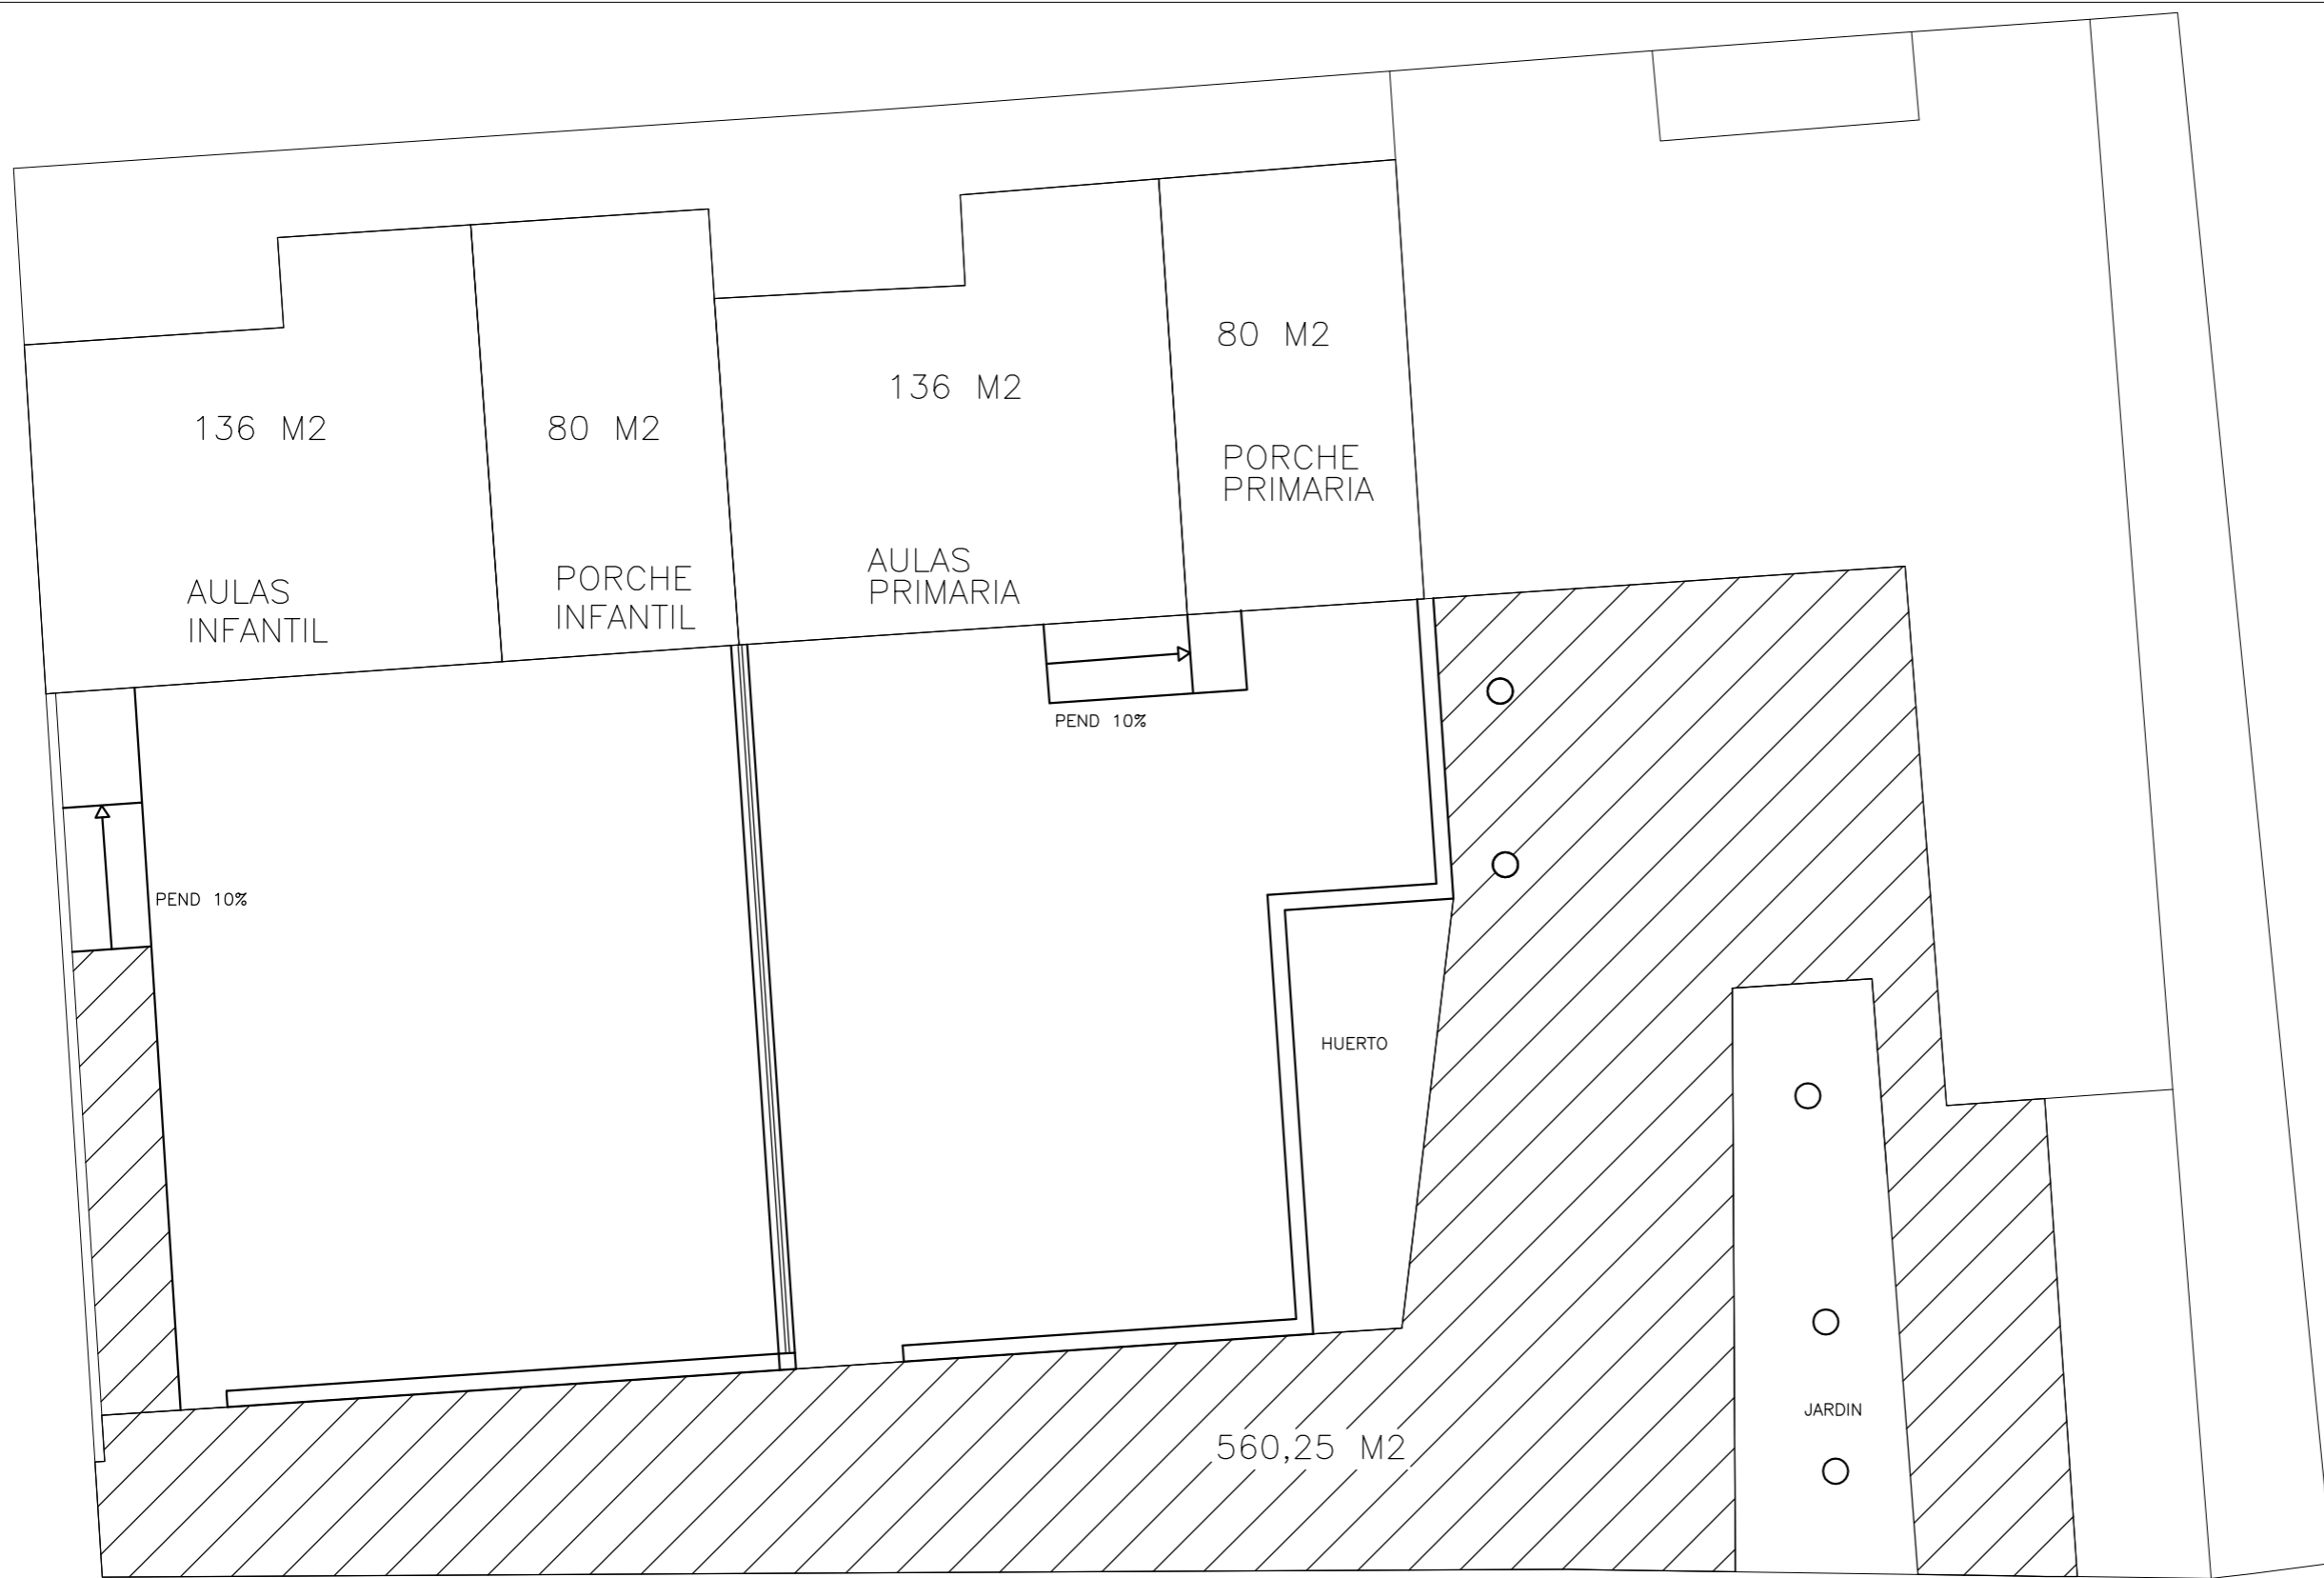 136 M2
AULAS
INFANTIL
80 M2
PORCHE
INFANTIL
136 M2
AULAS
PRIMARIA
80 M2
PORCHE
PRIMARIA
PEND 10%
PEND 10%
HUERTO
JARDIN
560,25 M2